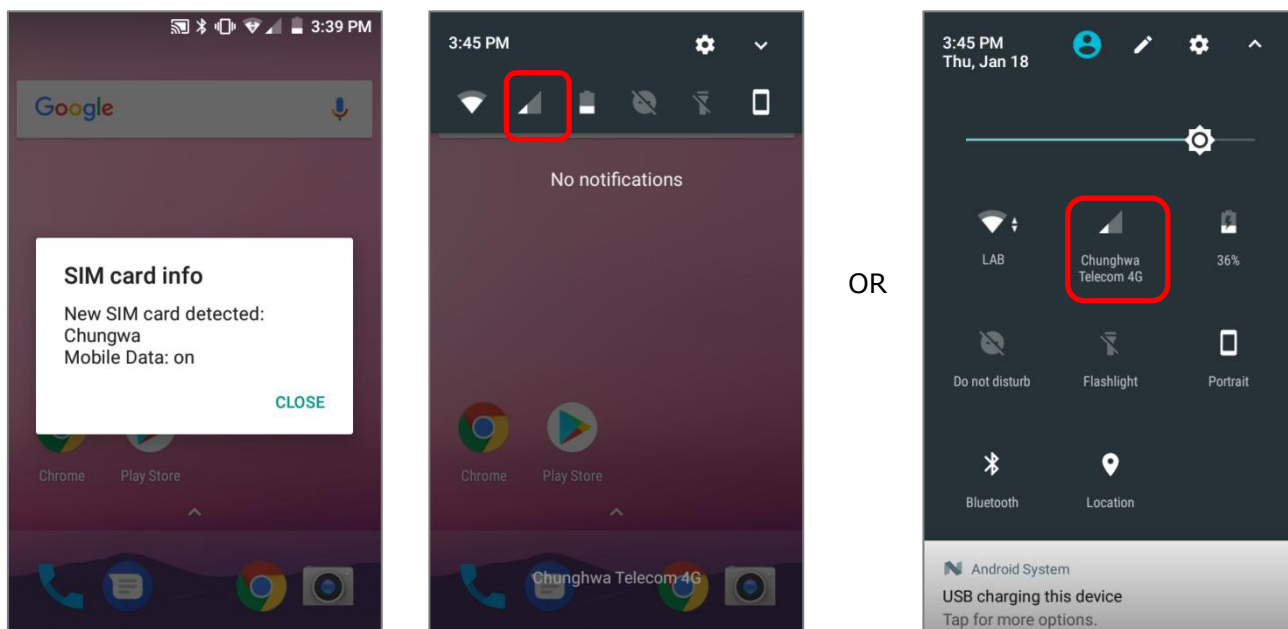 3:39 PM
Google
SIM card info
New SIM card detected:
Chungwa
Mobile Data: on
CLOSE
Chrome
Play Store
3:45 PM
No notifications
Chrome
Play Store
Chunghwa Telecom 4G
OR
3:45 PM
Thu, Jan 18
LAB
Chunghwa
Telecom 4G
36%
Do not disturb
Flashlight
Portrait
Bluetooth
Location
Android System
USB charging this device
Tap for more options.